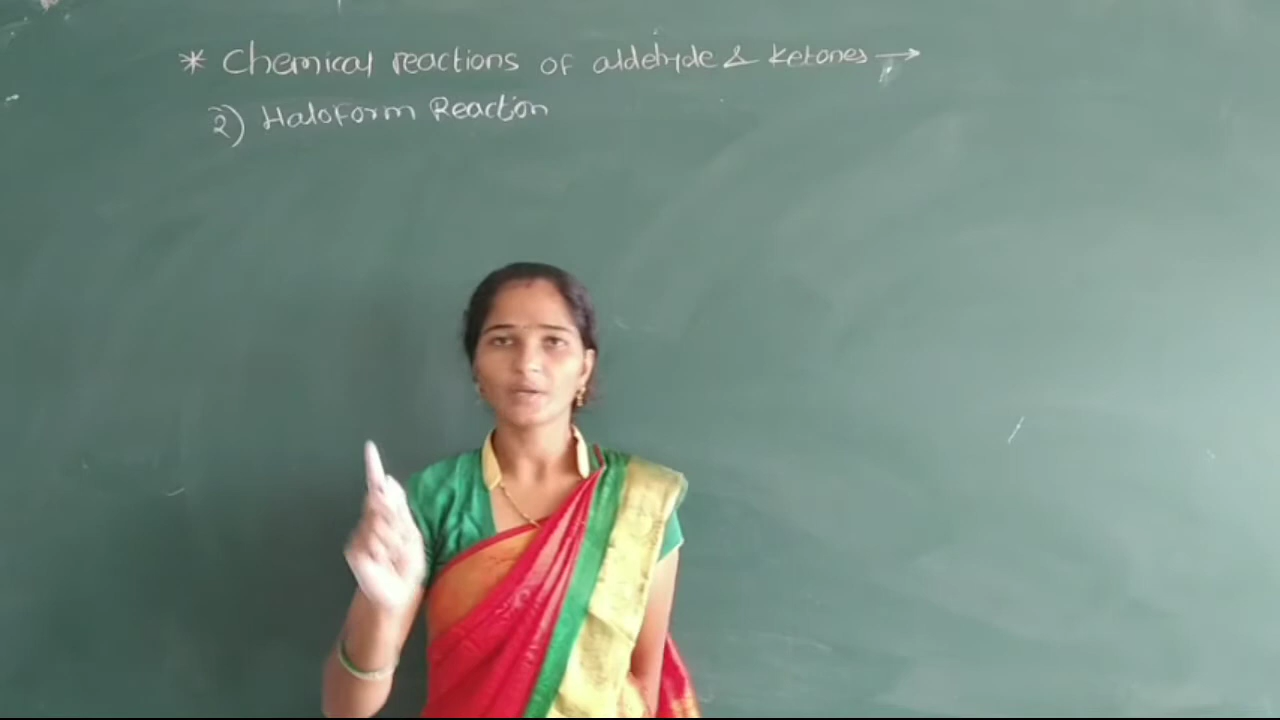 * Chemical reactions of aldehyde & ketones →
2) Haloform Reaction